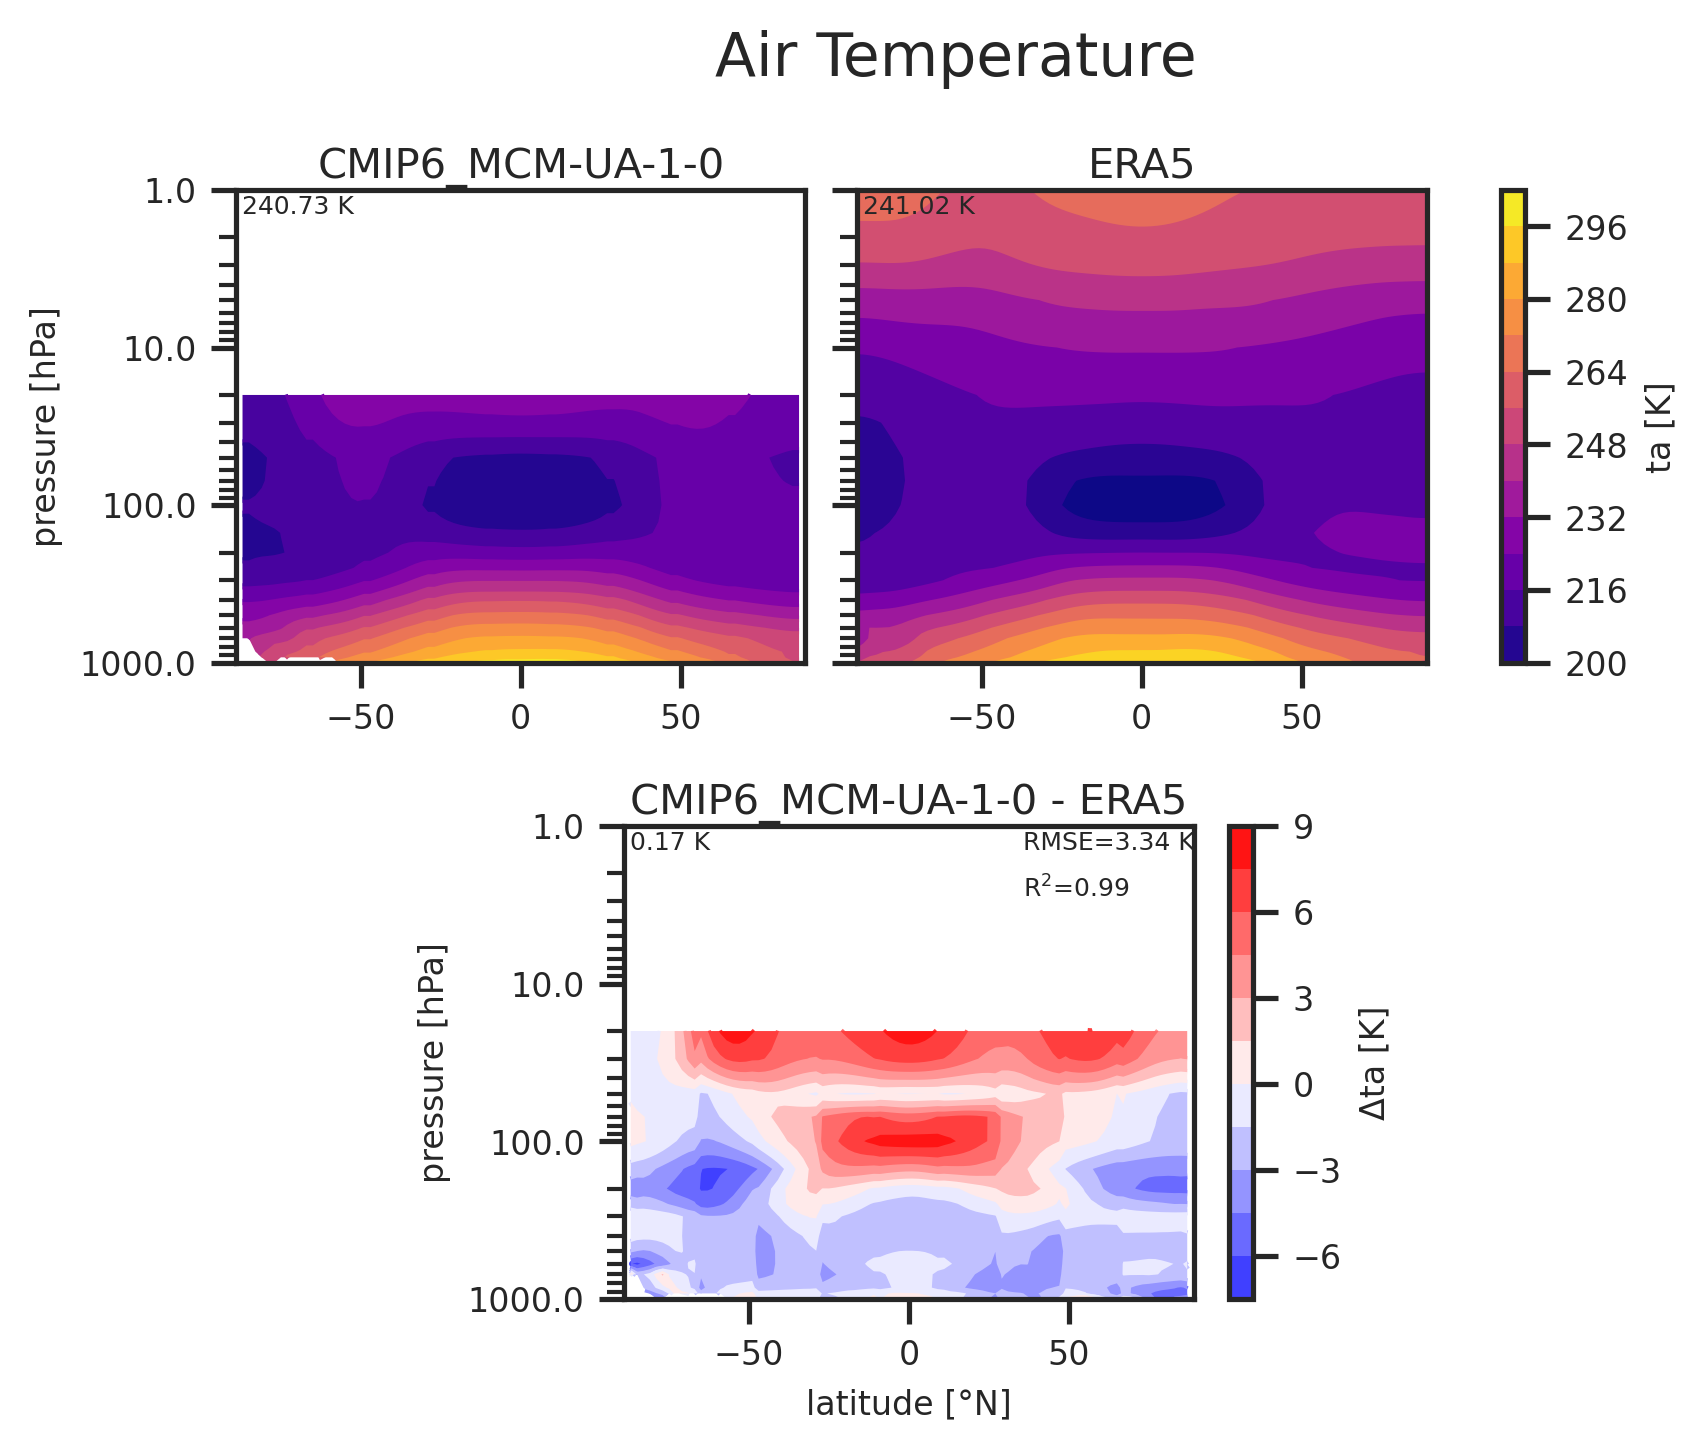 Air Temperature
CMIP6_MCM-UA-1-0
ERA5
240.73 K
241.02 K
1.0
10.0
100.0
1000.0
pressure [hPa]
−50
0
50
−50
0
50
296
280
264
248
232
216
200
ta [K]
CMIP6_MCM-UA-1-0 - ERA5
0.17 K
RMSE=3.34 K
R²=0.99
1.0
10.0
100.0
1000.0
pressure [hPa]
−50
0
50
latitude [°N]
9
6
3
0
−3
−6
Δta [K]